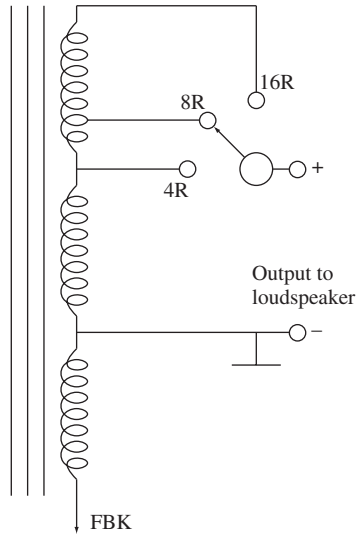 16R
8R
+
4R
Output to
loudspeaker
−
FBK